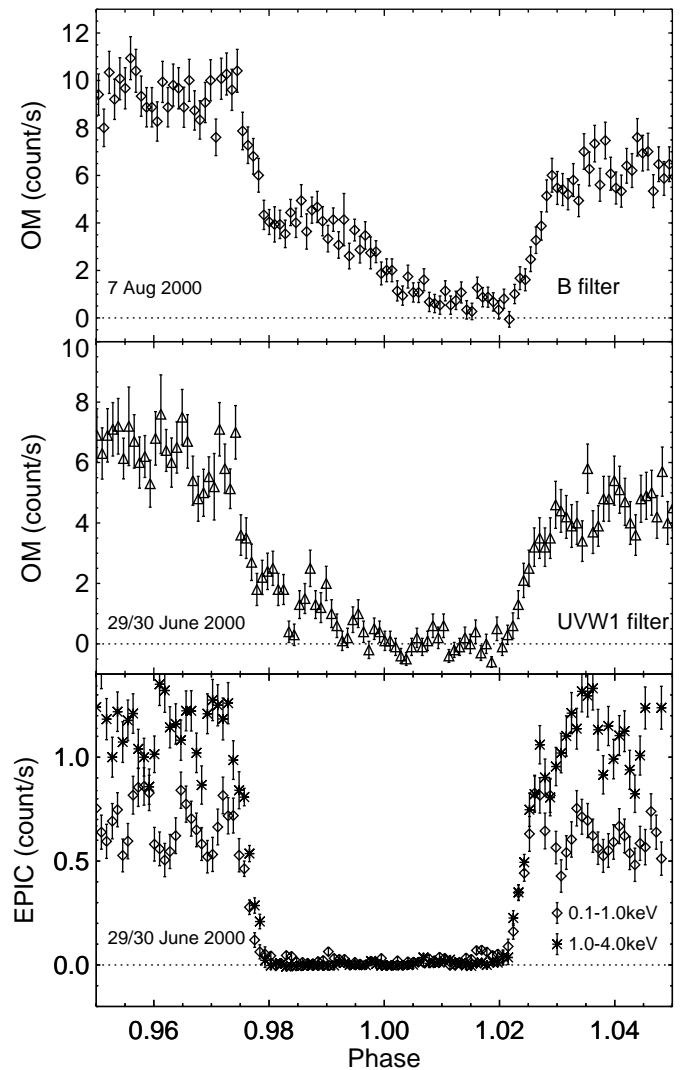 12
10
8
6
4
2
0
OM (count/s)
7 Aug 2000
B filter
10
8
6
4
2
0
OM (count/s)
29/30 June 2000
UVW1 filter
1.0
0.5
0.0
EPIC (count/s)
29/30 June 2000
0.1-1.0keV
1.0-4.0keV
0.96 0.98 1.00 1.02 1.04
Phase